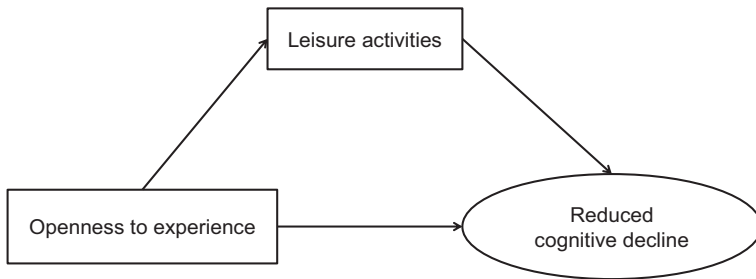 Leisure activities
Openness to experience
Reduced
cognitive decline